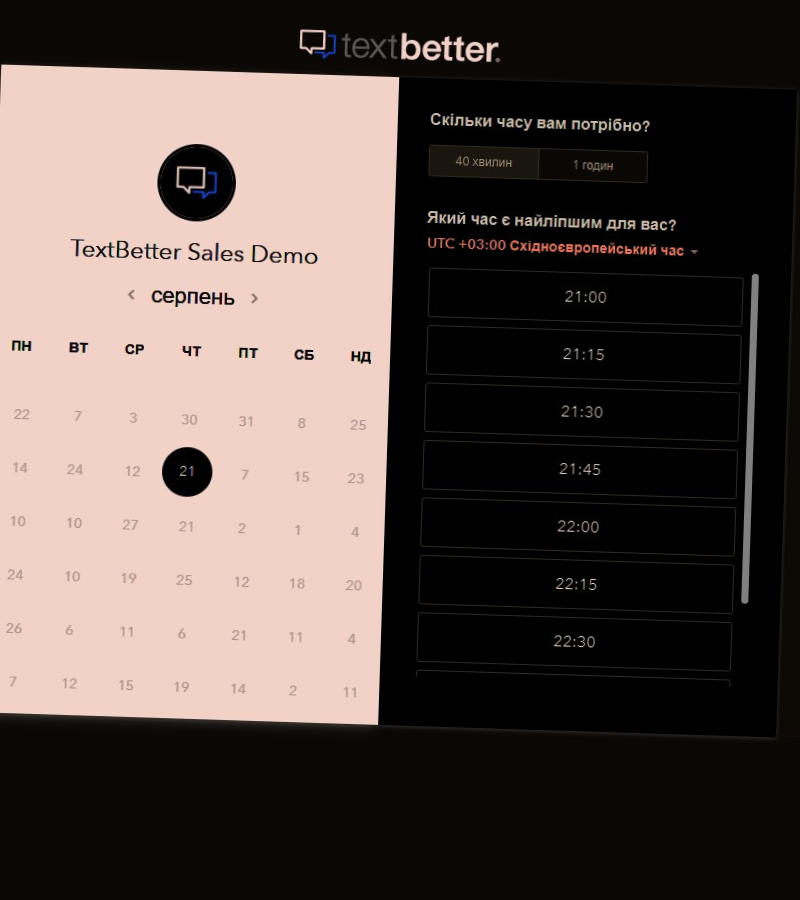 textbetter.
TextBetter Sales Demo
серпень
ПН ВТ СР ЧТ ПТ СБ НД
22 7 3 30 31 8 25
14 24 12 21 7 15 23
10 10 27 21 2 1 4
24 10 19 25 12 18 20
26 6 11 6 21 11 4
7 12 15 19 14 2 11
Скільки часу вам потрібно?
40 хвилин 1 годин
Який час є найліпшим для вас?
UTC +03:00 Східноєвропейський час
21:00
21:15
21:30
21:45
22:00
22:15
22:30